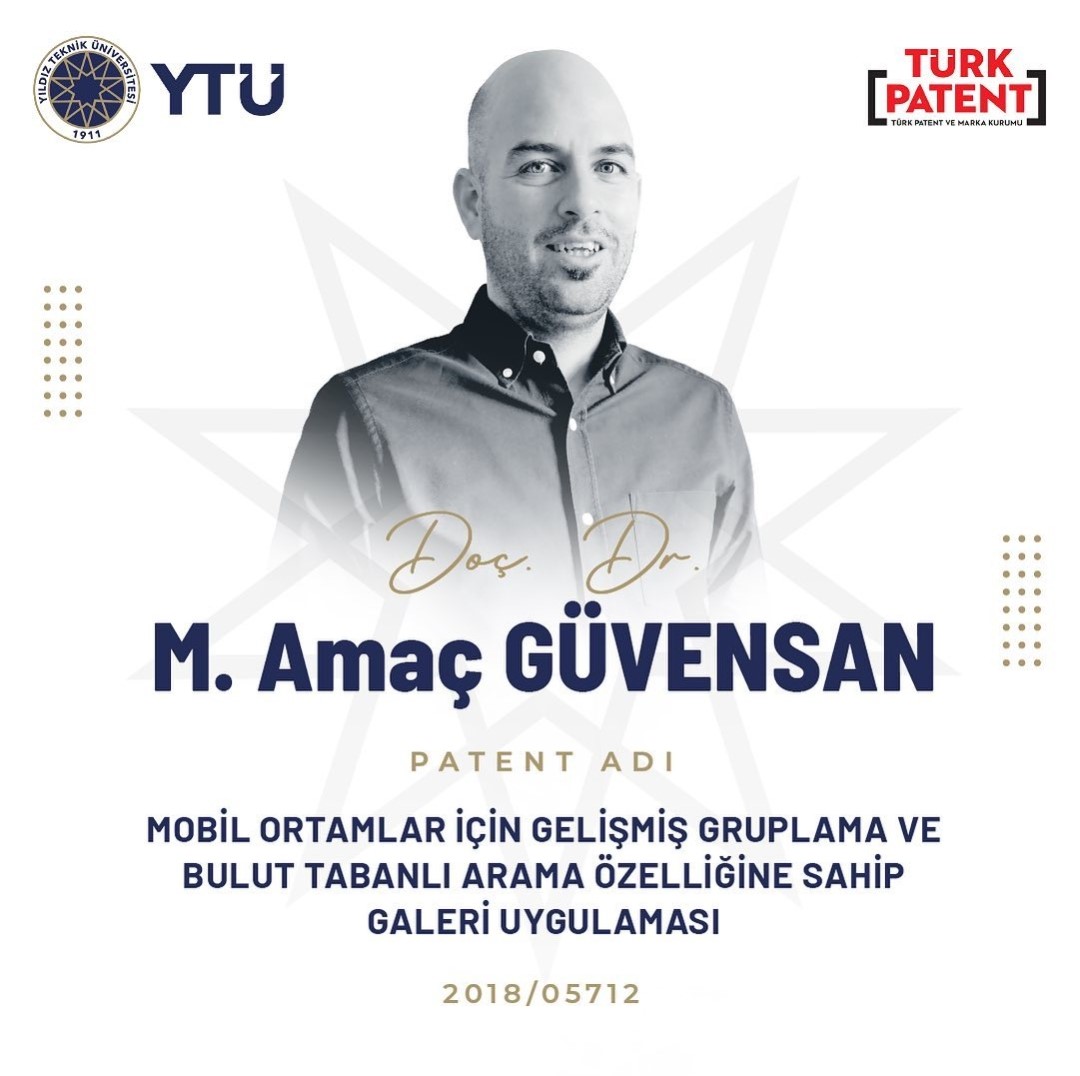 YILDIZ TEKNİK ÜNİVERSİTESİ
1911
YTÜ
TÜRK
PATENT
TÜRK PATENT VE MARKA KURUMU
Doç. Dr.
M. Amaç GÜVENSAN
PATENT ADI
MOBİL ORTAMLAR İÇİN GELİŞMİŞ GRUPLAMA VE
BULUT TABANLI ARAMA ÖZELLİĞİNE SAHİP
GALERİ UYGULAMASI
2018/05712